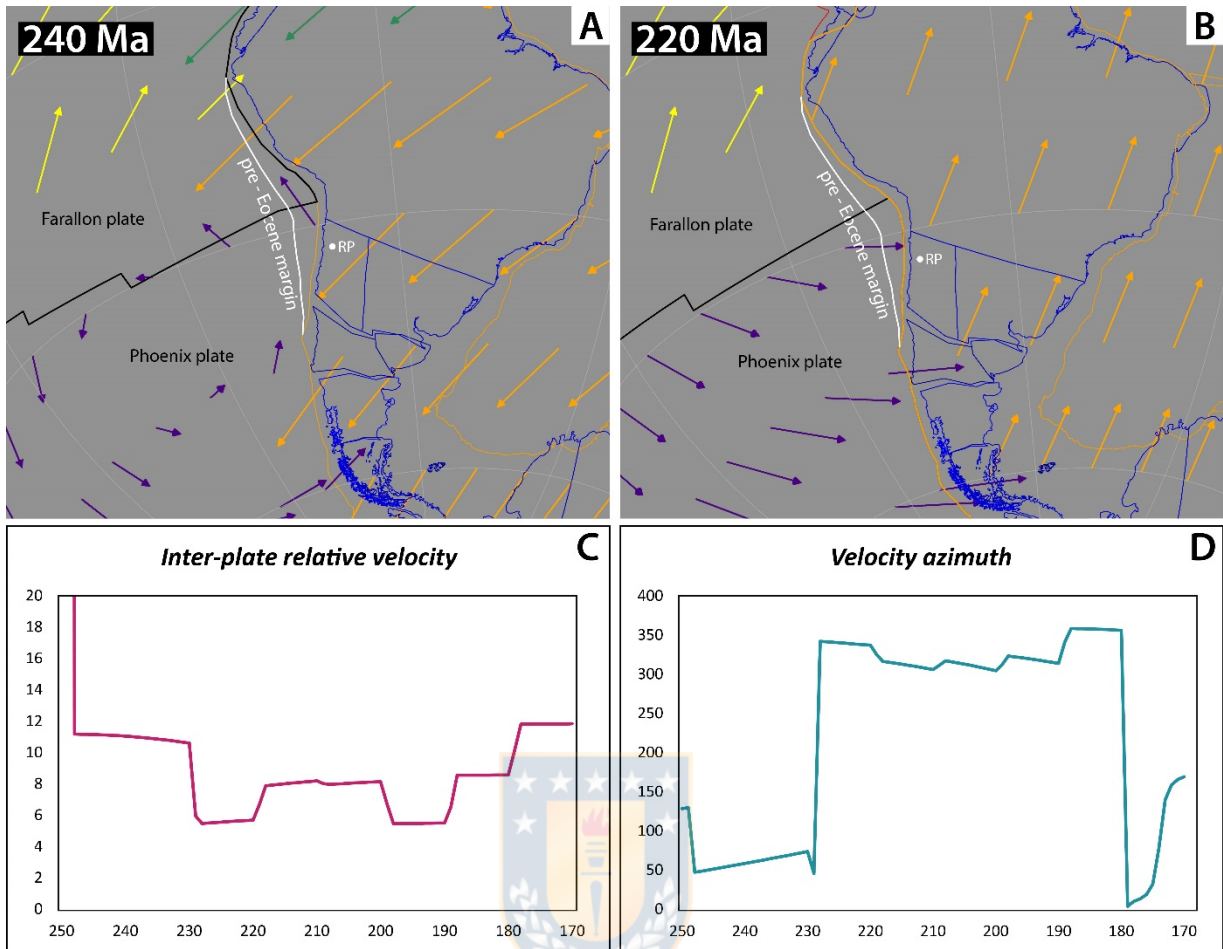 240 Ma
A
Farallon plate
pre - Eocene margin
RP
Phoenix plate
220 Ma
B
Farallon plate
pre - Eocene margin
RP
Phoenix plate
Inter-plate relative velocity
C
20
18
16
14
12
10
8
6
4
2
0
250 240 230 220 210 200 190 180 170
Velocity azimuth
D
400
350
300
250
200
150
100
50
0
250 240 230 220 210 200 190 180 170